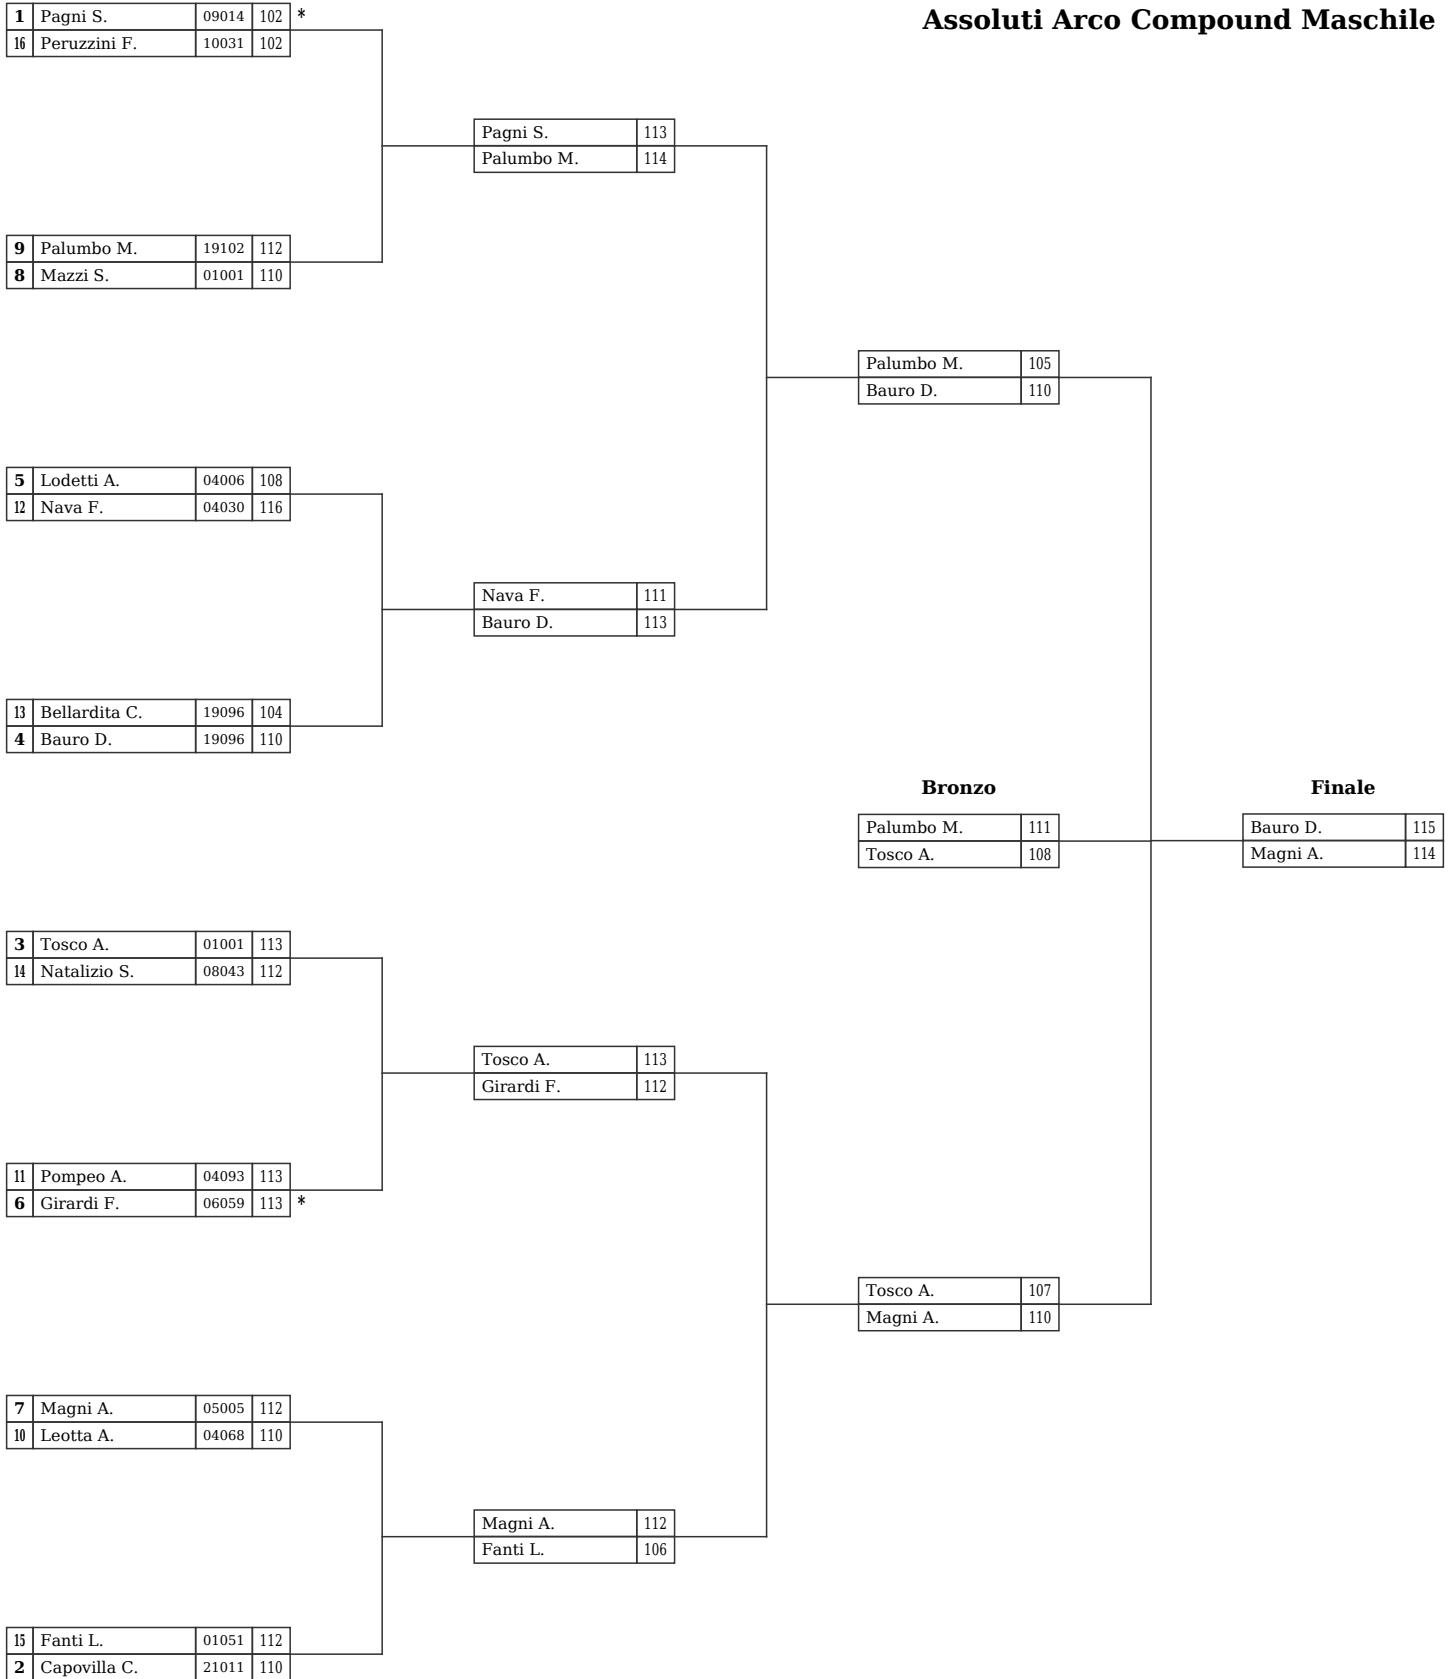 Assoluti Arco Compound Maschile
1 Pagni S. 09014 102 *
16 Peruzzini F. 10031 102
Pagni S. 113
Palumbo M. 114
9 Palumbo M. 19102 112
8 Mazzi S. 01001 110
Palumbo M. 105
Bauro D. 110
5 Lodetti A. 04006 108
12 Nava F. 04030 116
Nava F. 111
Bauro D. 113
13 Bellardita C. 19096 104
4 Bauro D. 19096 110
Bronzo Finale
Palumbo M. 111 Bauro D. 115
Tosco A. 108 Magni A. 114
3 Tosco A. 01001 113
14 Natalizio S. 08043 112
Tosco A. 113
Girardi F. 112
11 Pompeo A. 04093 113
6 Girardi F. 06059 113 *
Tosco A. 107
Magni A. 110
7 Magni A. 05005 112
10 Leotta A. 04068 110
Magni A. 112
Fanti L. 106
15 Fanti L. 01051 112
2 Capovilla C. 21011 110